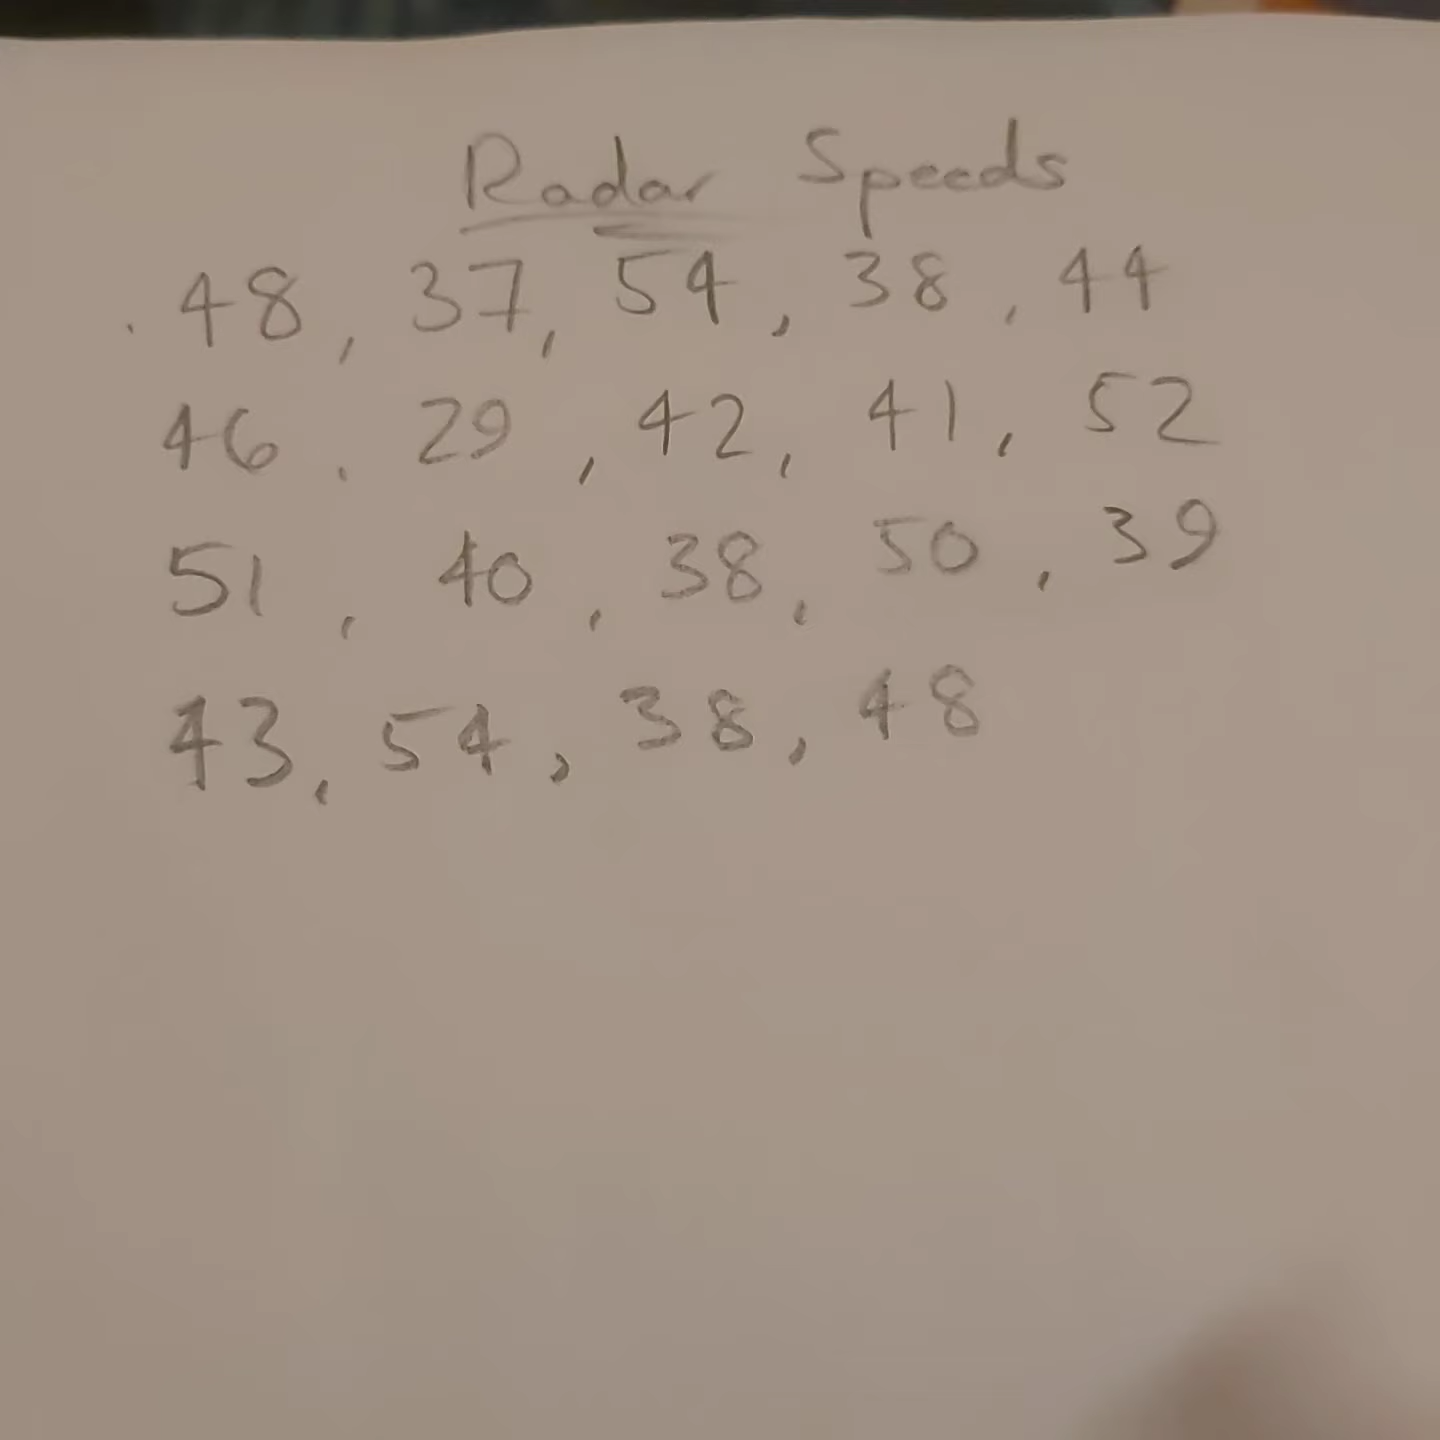 Radar Speeds
48, 37, 54, 38, 44
46, 29, 42, 41, 52
51, 40, 38, 50, 39
43, 54, 38, 48